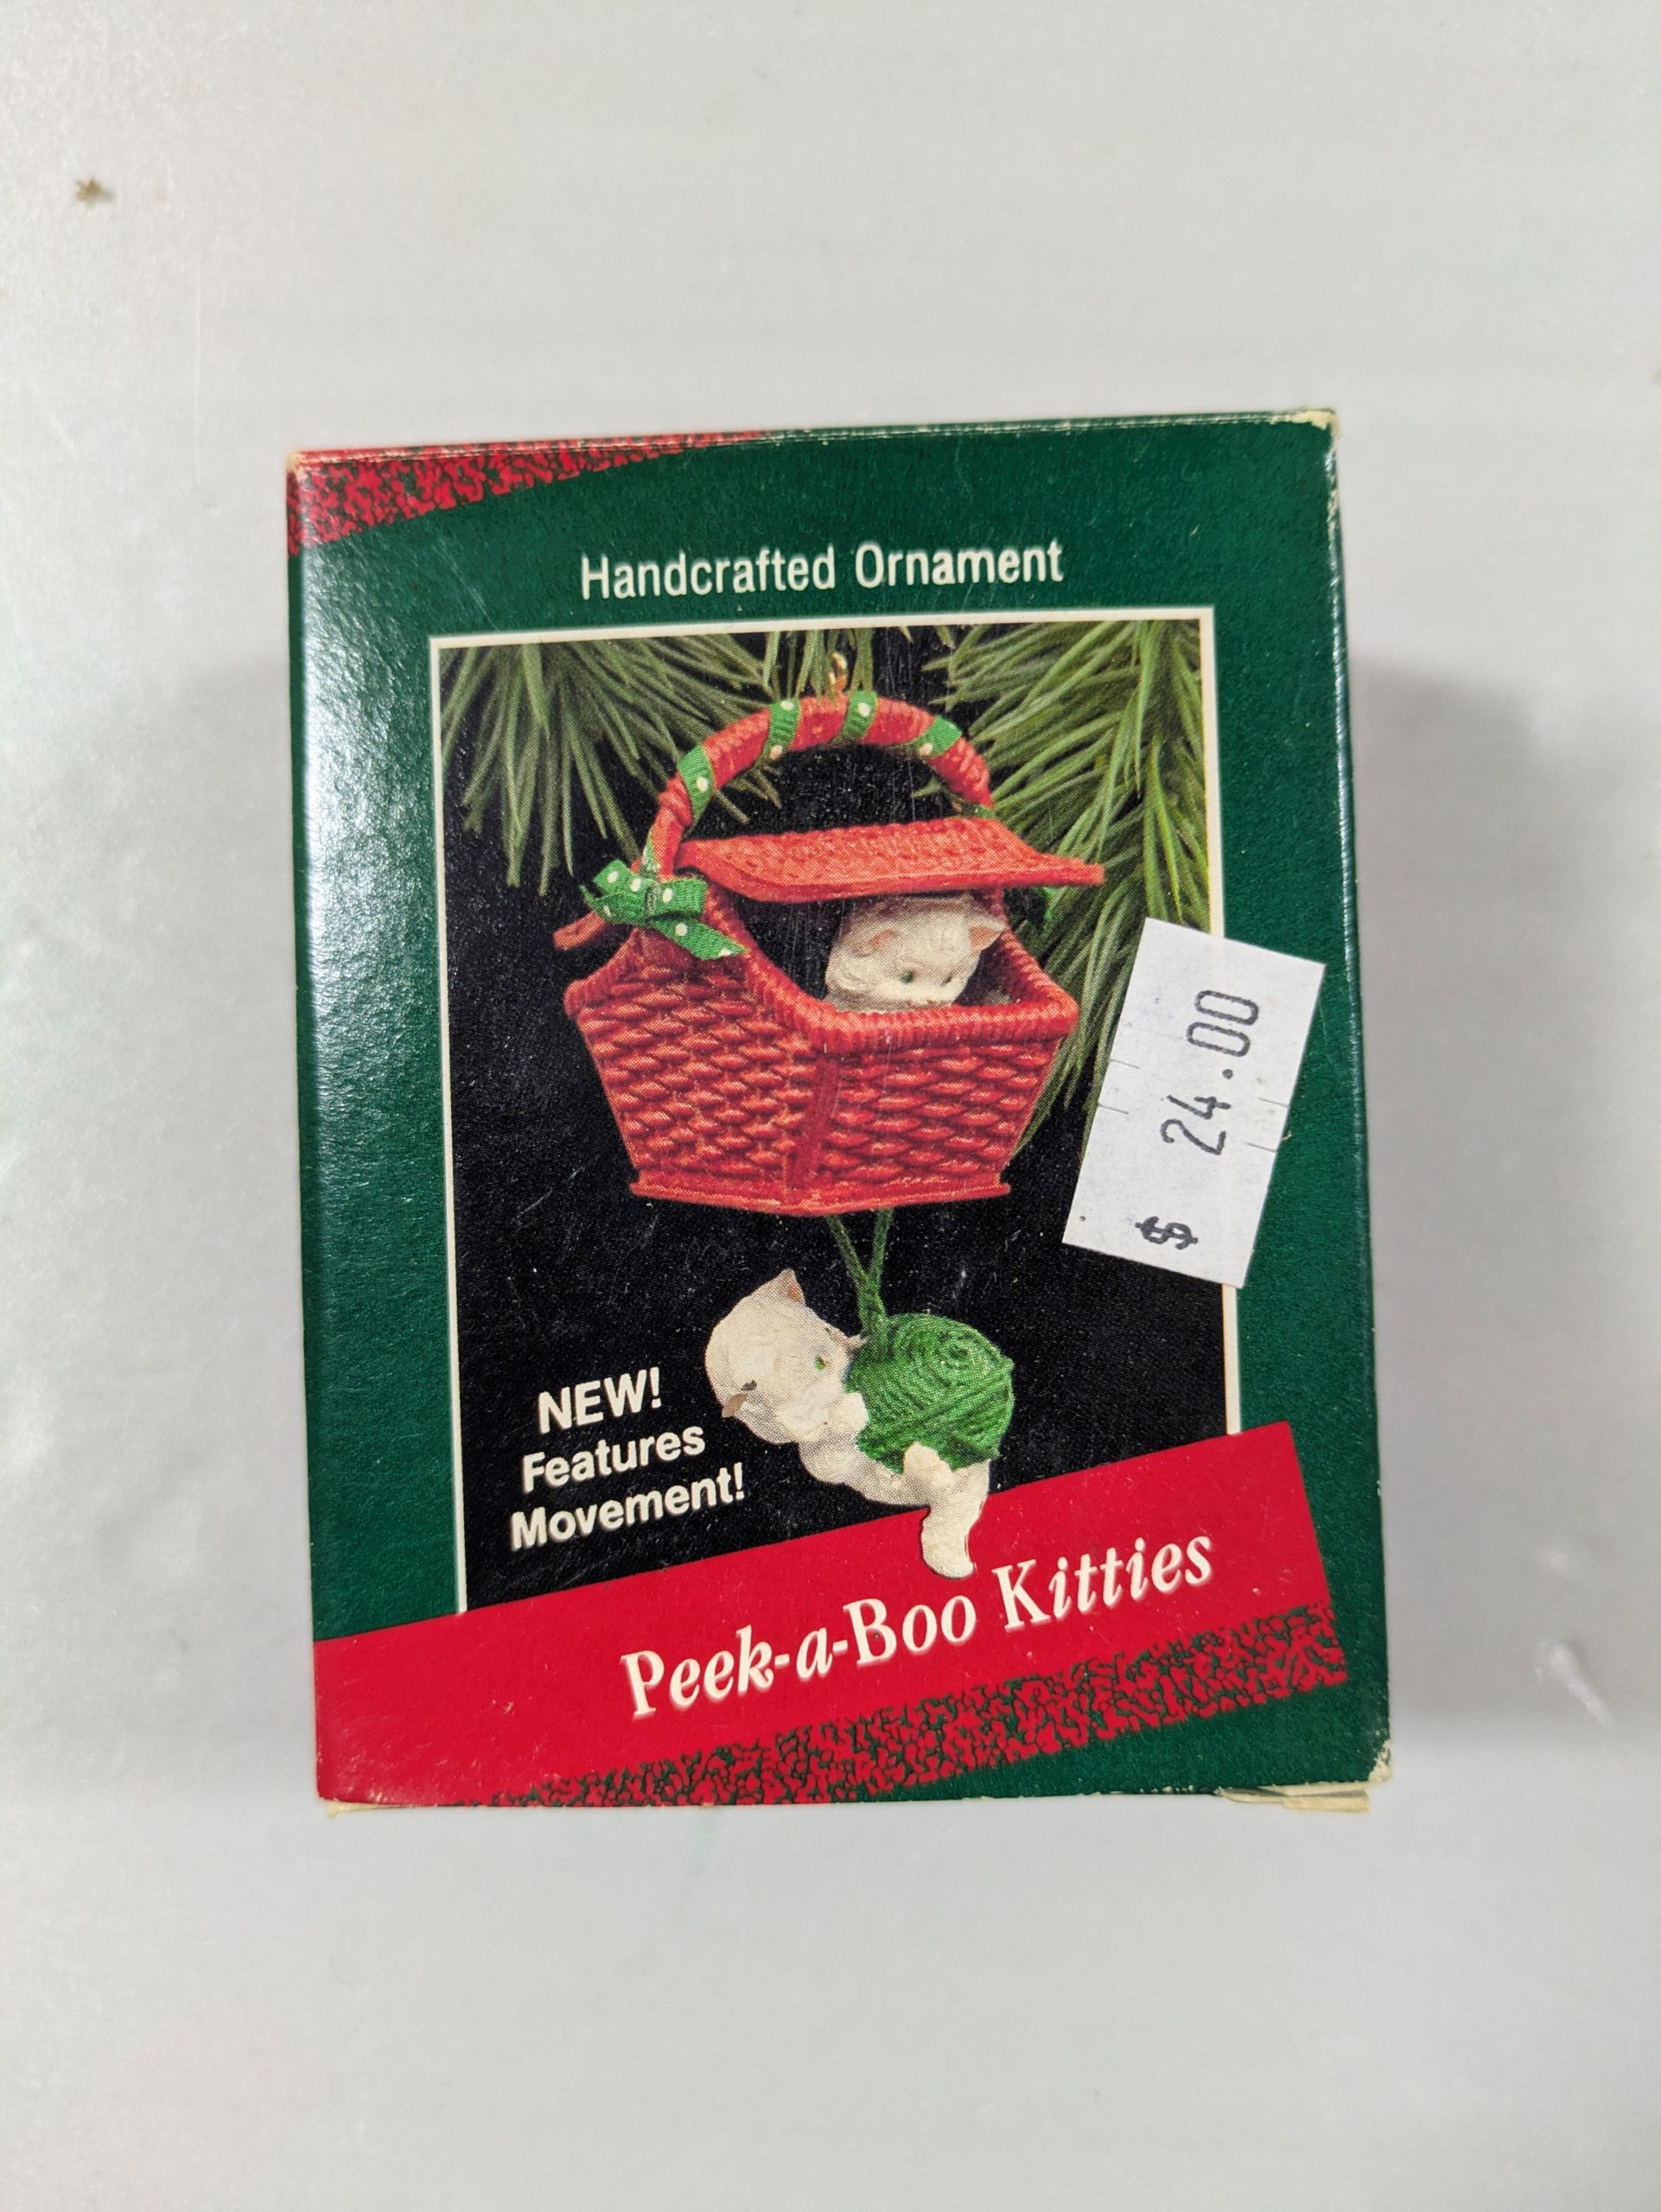 Handcrafted Ornament
$ 24.00
NEW!
Features
Movement!
Peek-a-Boo Kitties